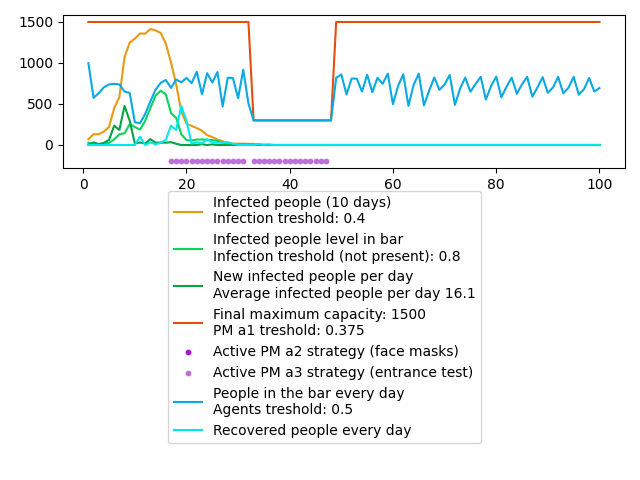 1500
1000
500
0
0
20
40
60
80
100
Infected people (10 days)
Infection treshold: 0.4
Infected people level in bar
Infection treshold (not present): 0.8
New infected people per day
Average infected people per day 16.1
Final maximum capacity: 1500
PM a1 treshold: 0.375
Active PM a2 strategy (face masks)
Active PM a3 strategy (entrance test)
People in the bar every day
Agents treshold: 0.5
Recovered people every day